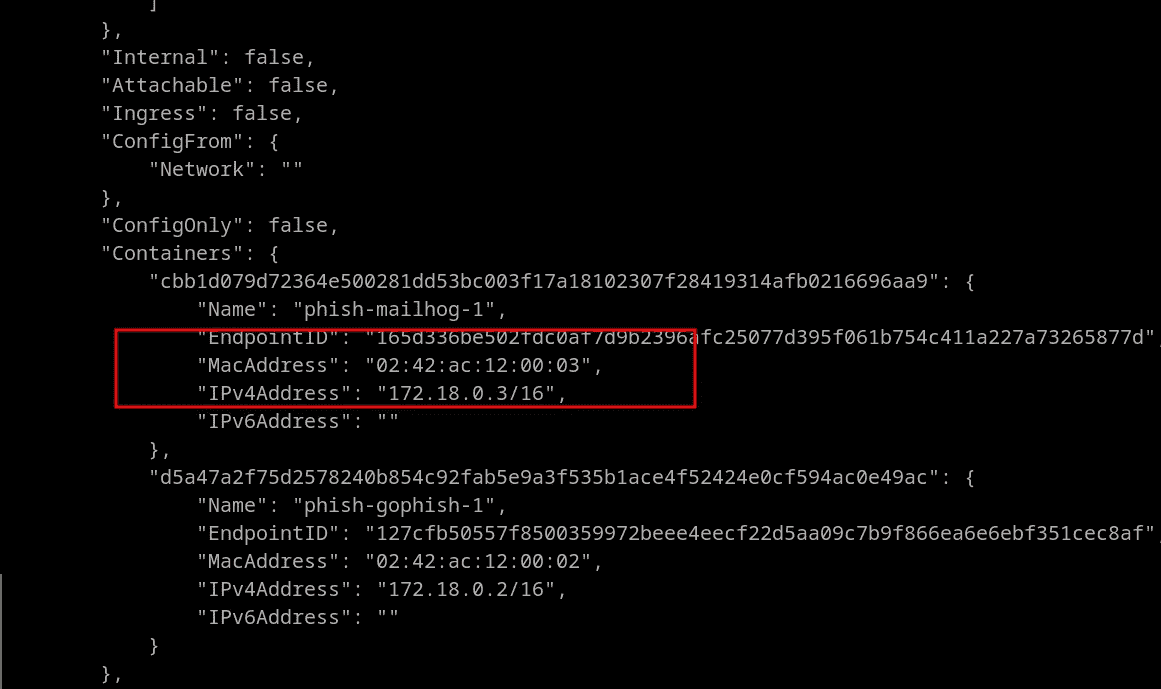 ]
},
"Internal": false,
"Attachable": false,
"Ingress": false,
"ConfigFrom": {
"Network": ""
},
"ConfigOnly": false,
"Containers": {
"cbb1d079d72364e500281dd53bc003f17a18102307f28419314afb0216696aa9": {
"Name": "phish-mailhog-1",
"EndpointID": "165d336be502fdc0af7d9b2396afc25077d395f061b754c411a227a73265877d",
"MacAddress": "02:42:ac:12:00:03",
"IPv4Address": "172.18.0.3/16",
"IPv6Address": ""
},
"d5a47a2f75d2578240b854c92fab5e9a3f535b1ace4f52424e0cf594ac0e49ac": {
"Name": "phish-gophish-1",
"EndpointID": "127cfb50557f8500359972beee4eecf22d5aa09c7b9f866ea6e6ebf351cec8af",
"MacAddress": "02:42:ac:12:00:02",
"IPv4Address": "172.18.0.2/16",
"IPv6Address": ""
}
},